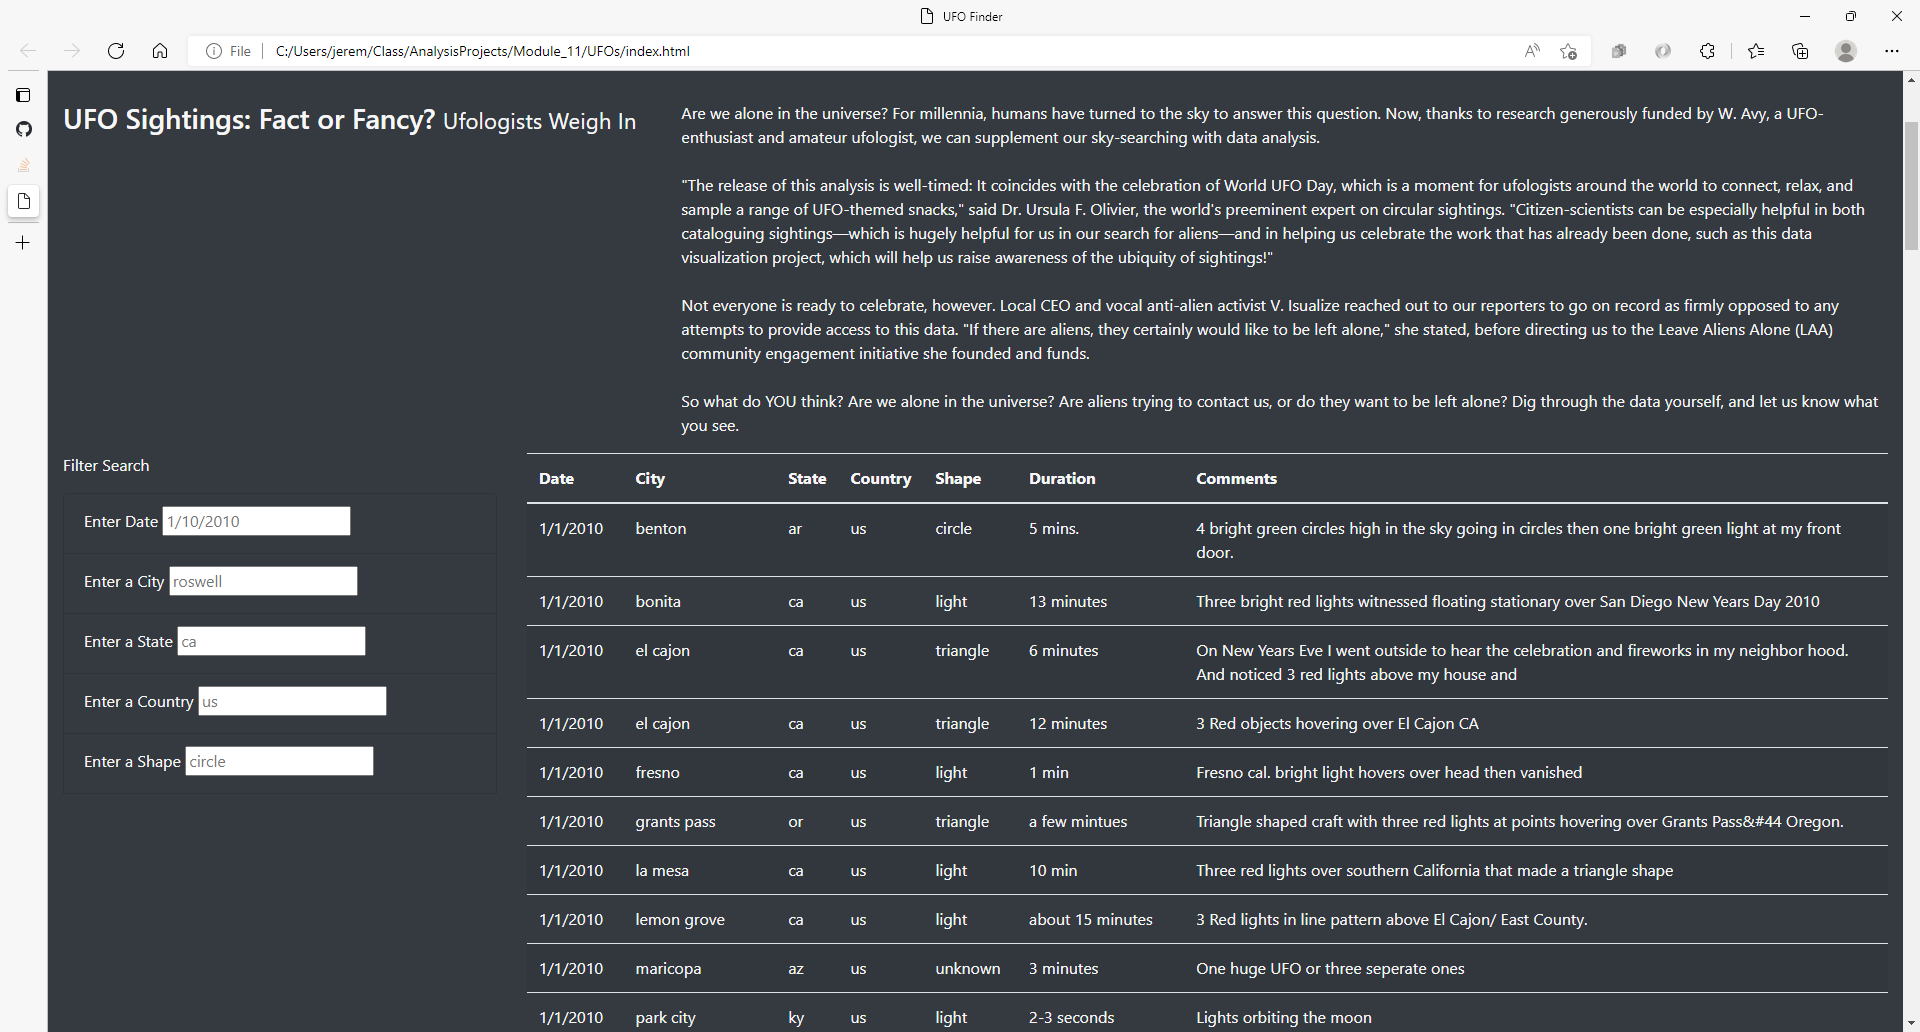 UFO Finder
File C:/Users/jerem/Class/AnalysisProjects/Module_11/UFOs/index.html
UFO Sightings: Fact or Fancy? Ufologists Weigh In
Are we alone in the universe? For millennia, humans have turned to the sky to answer this question. Now, thanks to research generously funded by W. Avy, a UFO-
enthusiast and amateur ufologist, we can supplement our sky-searching with data analysis.
"The release of this analysis is well-timed: It coincides with the celebration of World UFO Day, which is a moment for ufologists around the world to connect, relax, and
sample a range of UFO-themed snacks," said Dr. Ursula F. Olivier, the world's preeminent expert on circular sightings. "Citizen-scientists can be especially helpful in both
cataloguing sightings—which is hugely helpful for us in our search for aliens—and in helping us celebrate the work that has already been done, such as this data
visualization project, which will help us raise awareness of the ubiquity of sightings!"
Not everyone is ready to celebrate, however. Local CEO and vocal anti-alien activist V. Isualize reached out to our reporters to go on record as firmly opposed to any
attempts to provide access to this data. "If there are aliens, they certainly would like to be left alone," she stated, before directing us to the Leave Aliens Alone (LAA)
community engagement initiative she founded and funds.
So what do YOU think? Are we alone in the universe? Are aliens trying to contact us, or do they want to be left alone? Dig through the data yourself, and let us know what
you see.
Filter Search
Enter Date 1/10/2010
Enter a City roswell
Enter a State ca
Enter a Country us
Enter a Shape circle
Date City State Country Shape Duration Comments
1/1/2010 benton ar us circle 5 mins. 4 bright green circles high in the sky going in circles then one bright green light at my front
door.
1/1/2010 bonita ca us light 13 minutes Three bright red lights witnessed floating stationary over San Diego New Years Day 2010
1/1/2010 el cajon ca us triangle 6 minutes On New Years Eve I went outside to hear the celebration and fireworks in my neighbor hood.
And noticed 3 red lights above my house and
1/1/2010 el cajon ca us triangle 12 minutes 3 Red objects hovering over El Cajon CA
1/1/2010 fresno ca us light 1 min Fresno cal. bright light hovers over head then vanished
1/1/2010 grants pass or us triangle a few mintues Triangle shaped craft with three red lights at points hovering over Grants Pass&#44 Oregon.
1/1/2010 la mesa ca us light 10 min Three red lights over southern California that made a triangle shape
1/1/2010 lemon grove ca us light about 15 minutes 3 Red lights in line pattern above El Cajon/ East County.
1/1/2010 maricopa az us unknown 3 minutes One huge UFO or three seperate ones
1/1/2010 park city ky us light 2-3 seconds Lights orbiting the moon